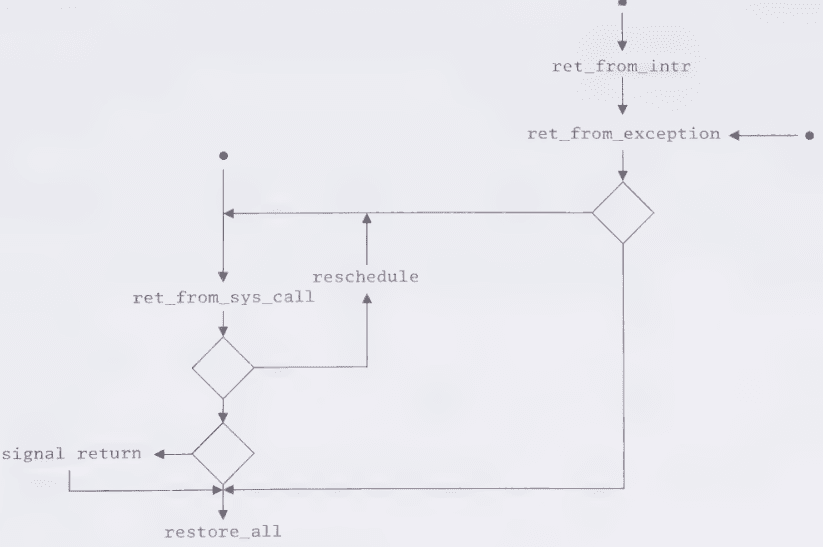 ret_from_intr
ret_from_exception
reschedule
ret_from_sys_call
signal return
restore_all